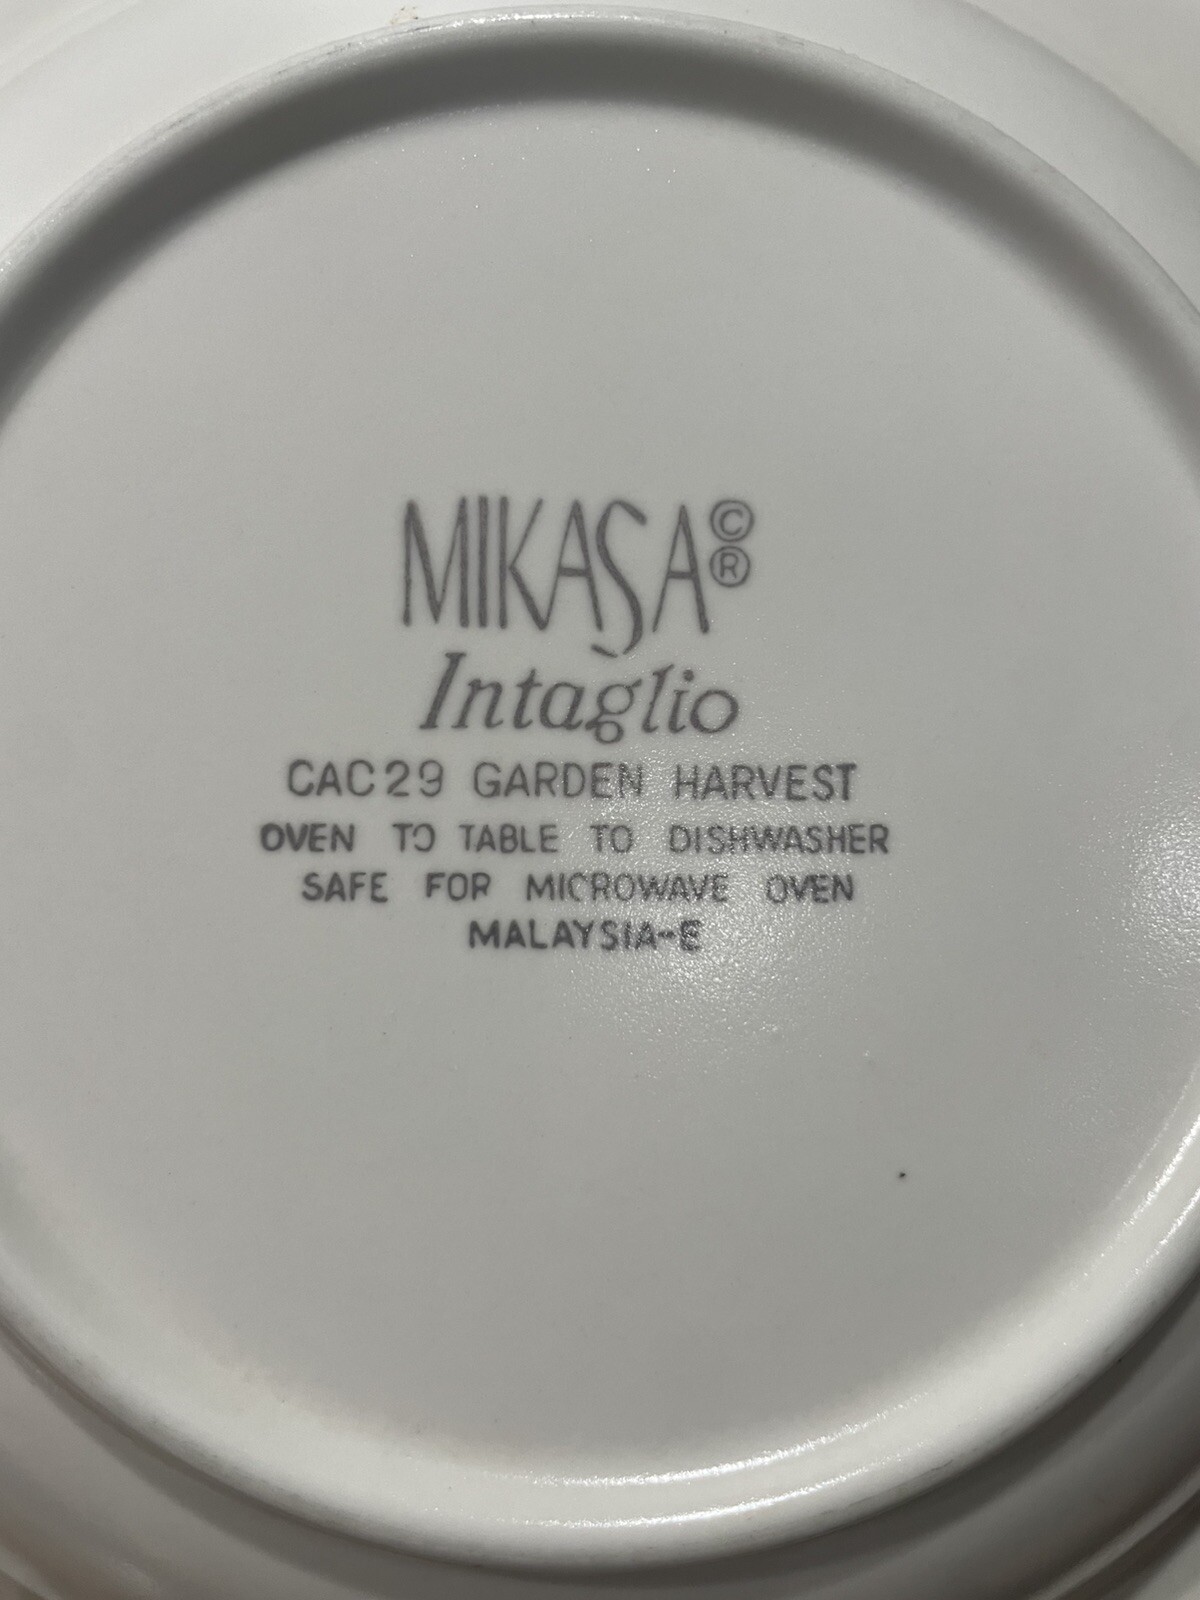 MIKASA©®
Intaglio
CAC29 GARDEN HARVEST
OVEN TO TABLE TO DISHWASHER
SAFE FOR MICROWAVE OVEN
MALAYSIA-E